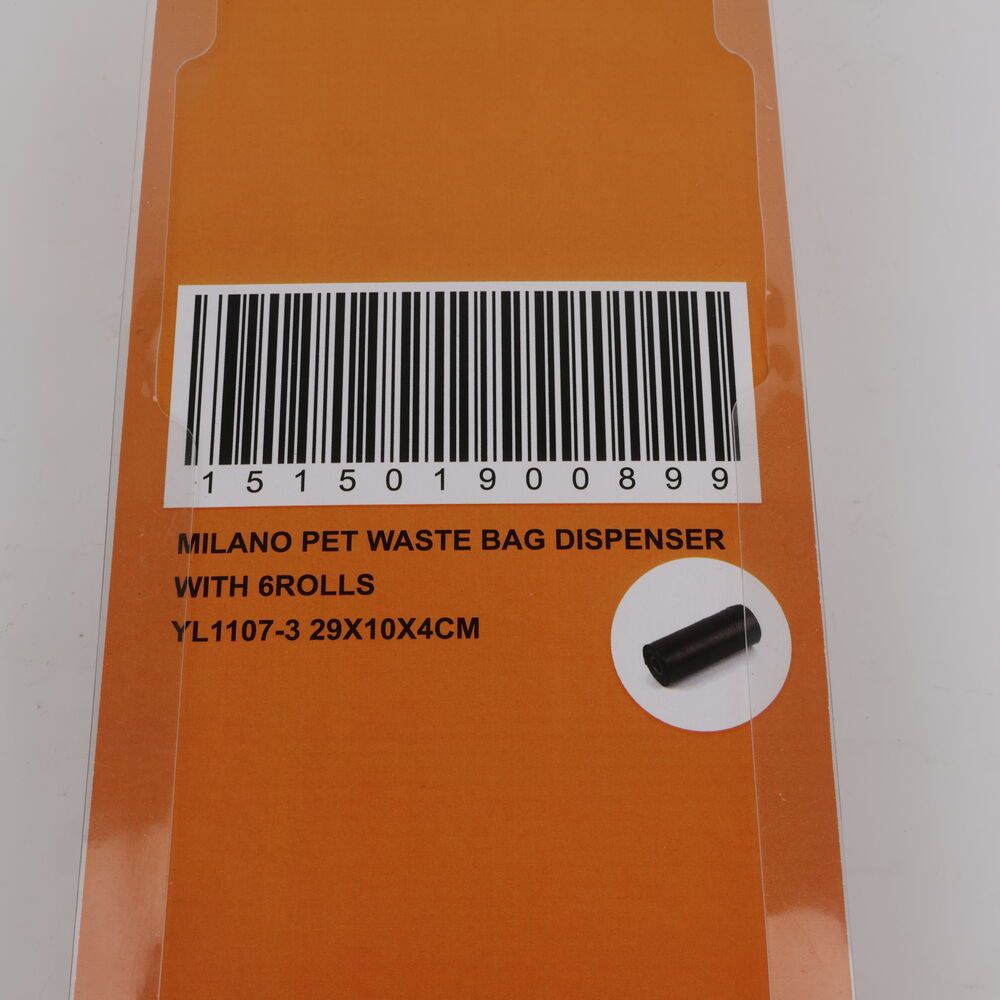 151501900899
MILANO PET WASTE BAG DISPENSER
WITH 6ROLLS
YL1107-3 29X10X4CM